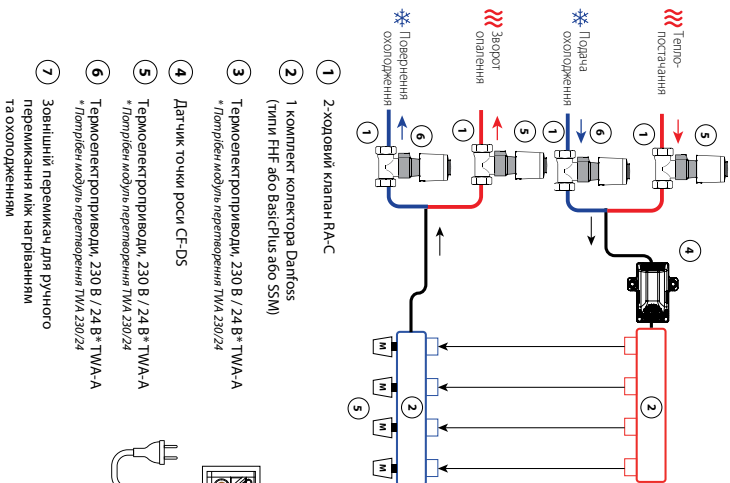 Тепло-
постачання
Подача
охолодження
Зворот
опалення
Повернення
охолодження
5
1
6
1
5
1
6
1
4
2
2
M
M
M
M
5
1 2-ходовий клапан RA-C
2 1 комплект колектора Danfoss
(типи FHF або BasicPlus або SSM)
3 Термоелектроприводи, 230 В / 24 В* TWA-A
* Потрібен модуль перетворення TWA 230/24
4 Датчик точки роси CF-DS
5 Термоелектроприводи, 230 В / 24 В* TWA-A
* Потрібен модуль перетворення TWA 230/24
6 Термоелектроприводи, 230 В / 24 В* TWA-A
* Потрібен модуль перетворення TWA 230/24
7 Зовнішній перемикач для ручного
перемикання між нагріванням
та охолодженням